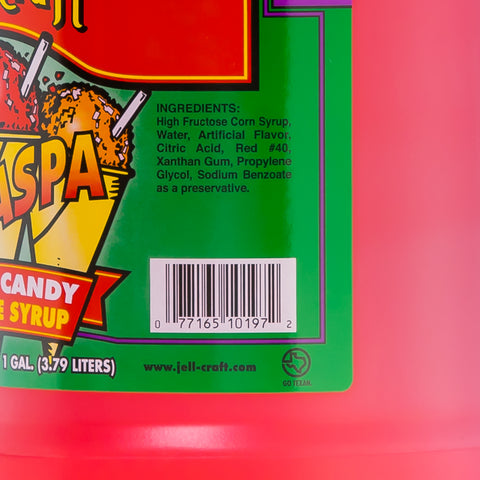 INGREDIENTS:
High Fructose Corn Syrup,
Water, Artificial Flavor,
Citric Acid, Red #40,
Xanthan Gum, Propylene
Glycol, Sodium Benzoate
as a preservative.
ASPA
CANDY
E SYRUP
0 77165 10197 2
1 GAL. (3.79 LITERS)
www.jell-craft.com
GO TEXAN.